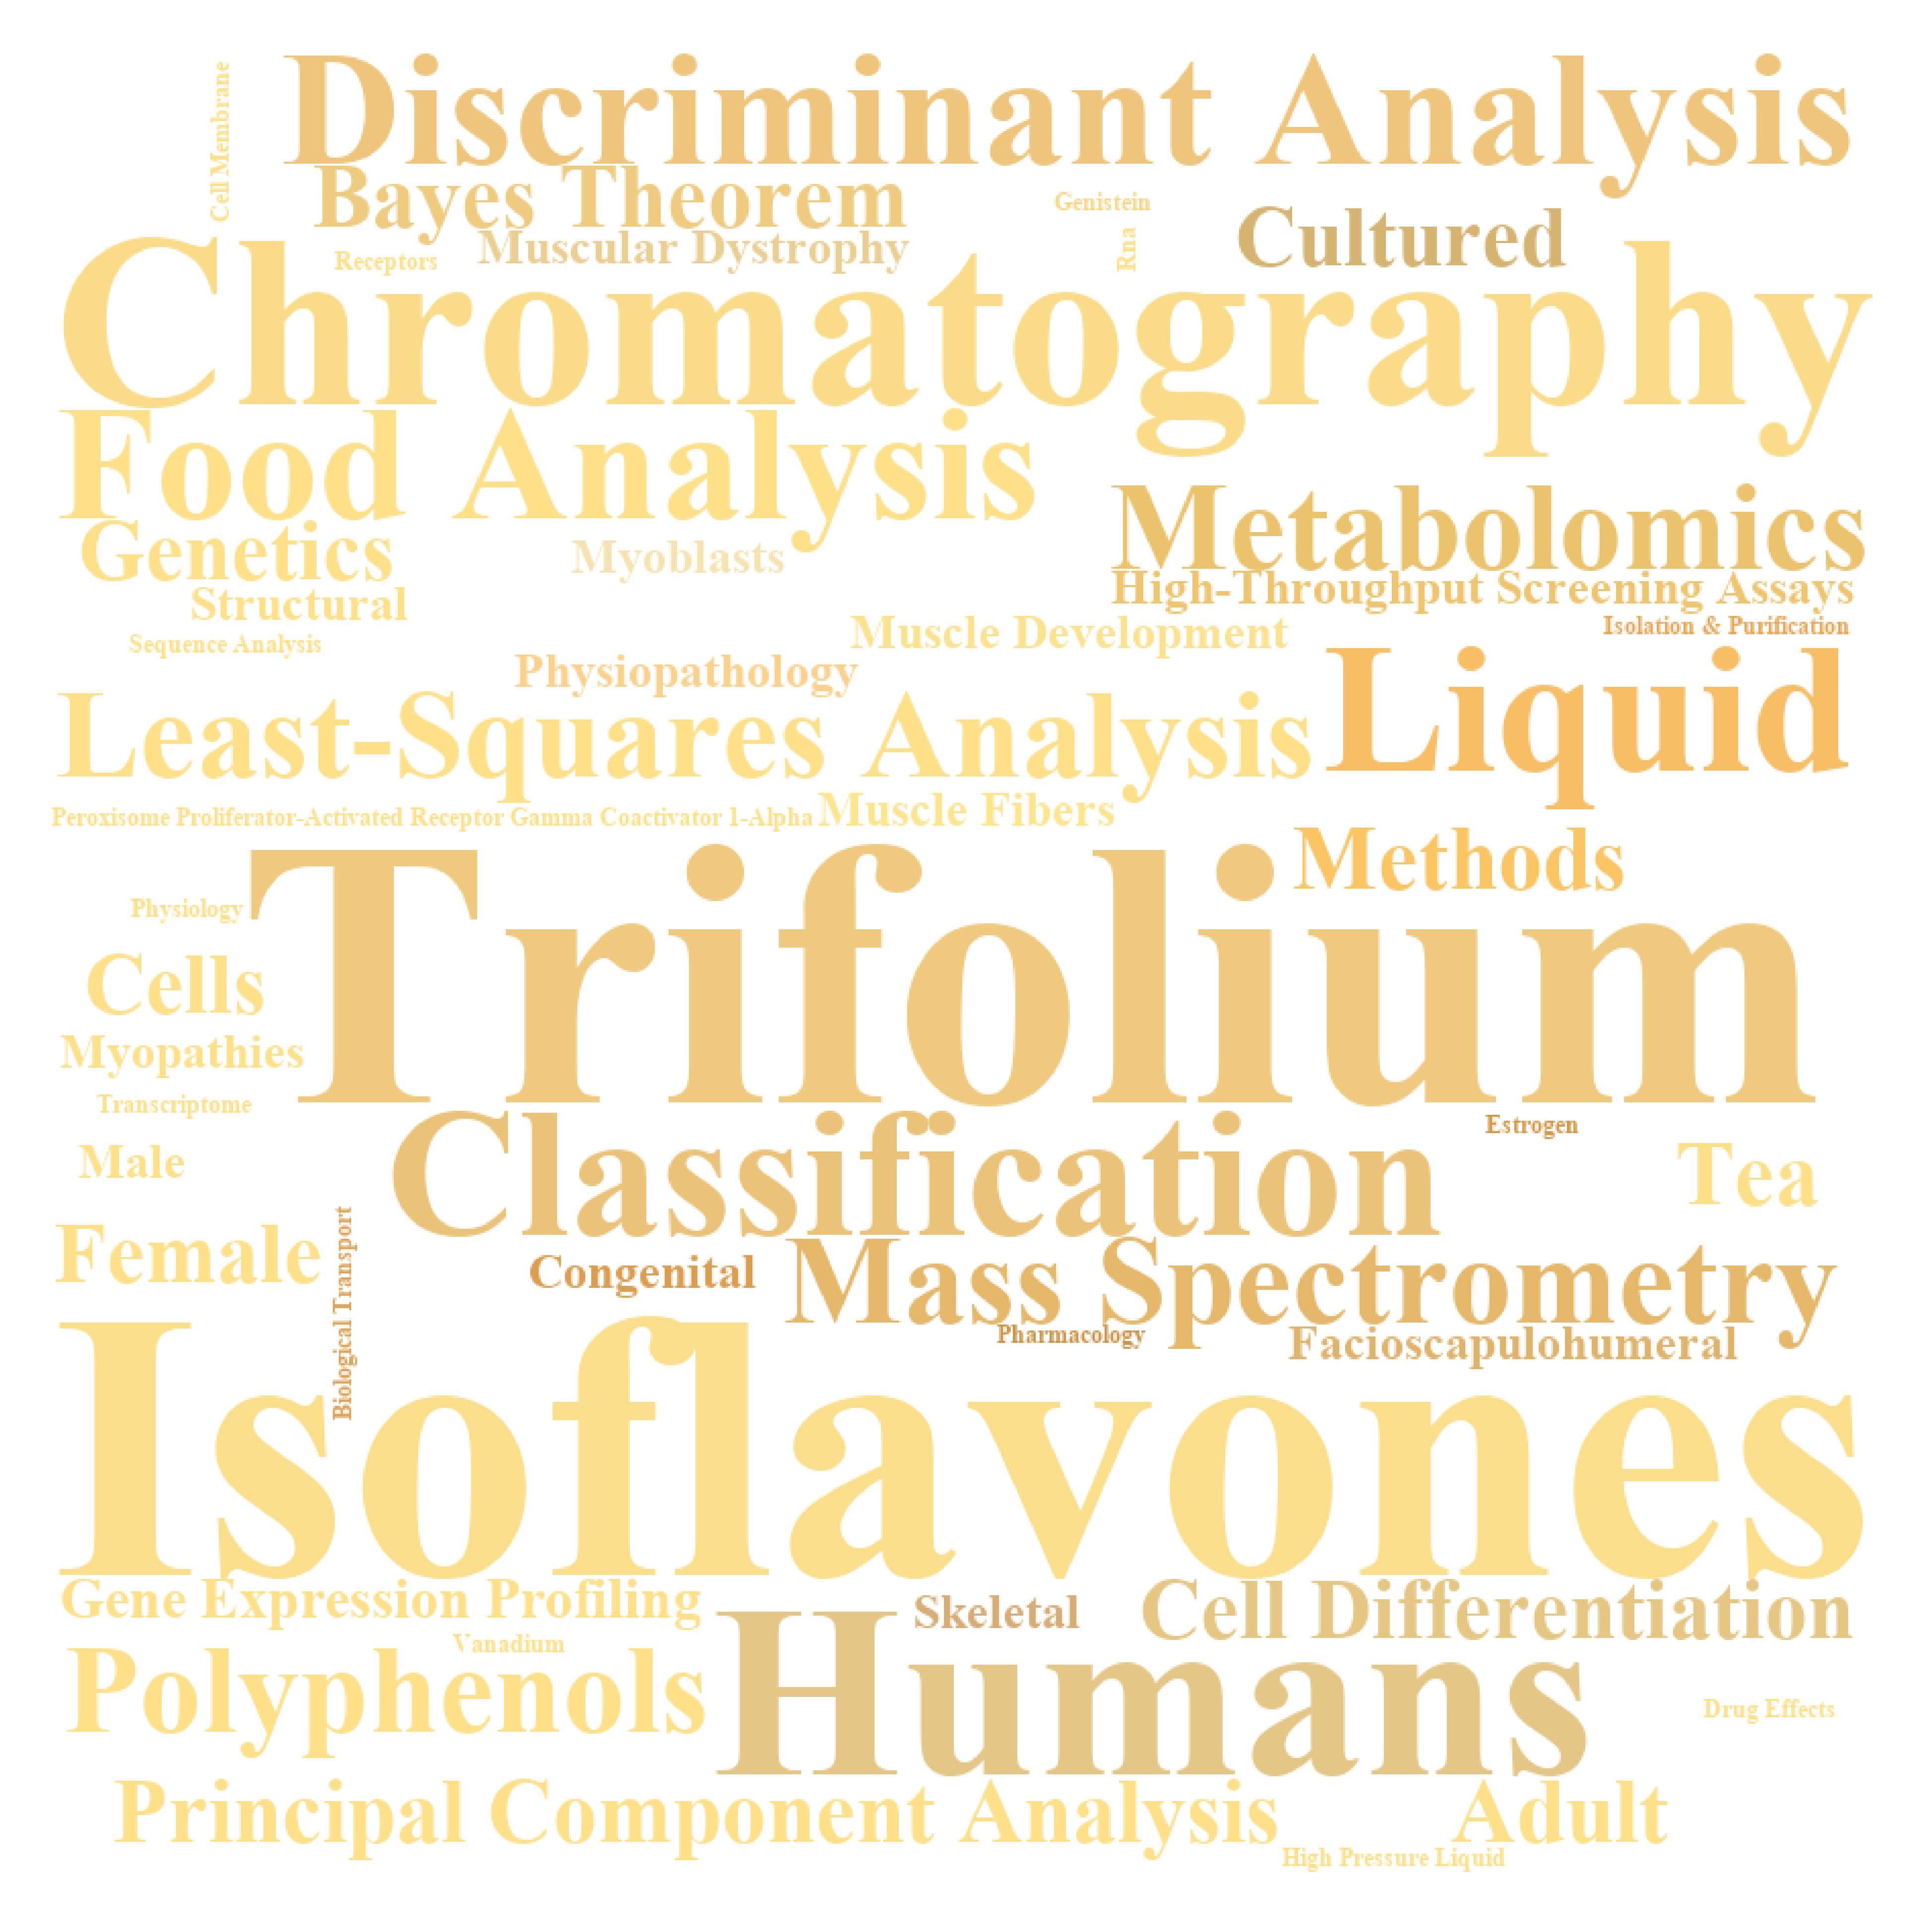 Cell Membrane
Discriminant Analysis
Bayes Theorem
Genistein
Cultured
Receptors
Muscular Dystrophy
Rna
Chromatography
Food Analysis
Metabolomics
Genetics
Myoblasts
High-Throughput Screening Assays
Structural
Isolation & Purification
Sequence Analysis
Muscle Development
Physiopathology
Liquid
Least-Squares Analysis
Peroxisome Proliferator-Activated Receptor Gamma Coactivator 1-Alpha
Muscle Fibers
Methods
Trifolium
Physiology
Cells
Myopathies
Transcriptome
Classification
Estrogen
Male
Tea
Female
Biological Transport
Congenital
Mass Spectrometry
Pharmacology
Facioscapulohumeral
Isoflavones
Gene Expression Profiling
Skeletal
Cell Differentiation
Vanadium
Polyphenols
Humans
Drug Effects
Principal Component Analysis
Adult
High Pressure Liquid